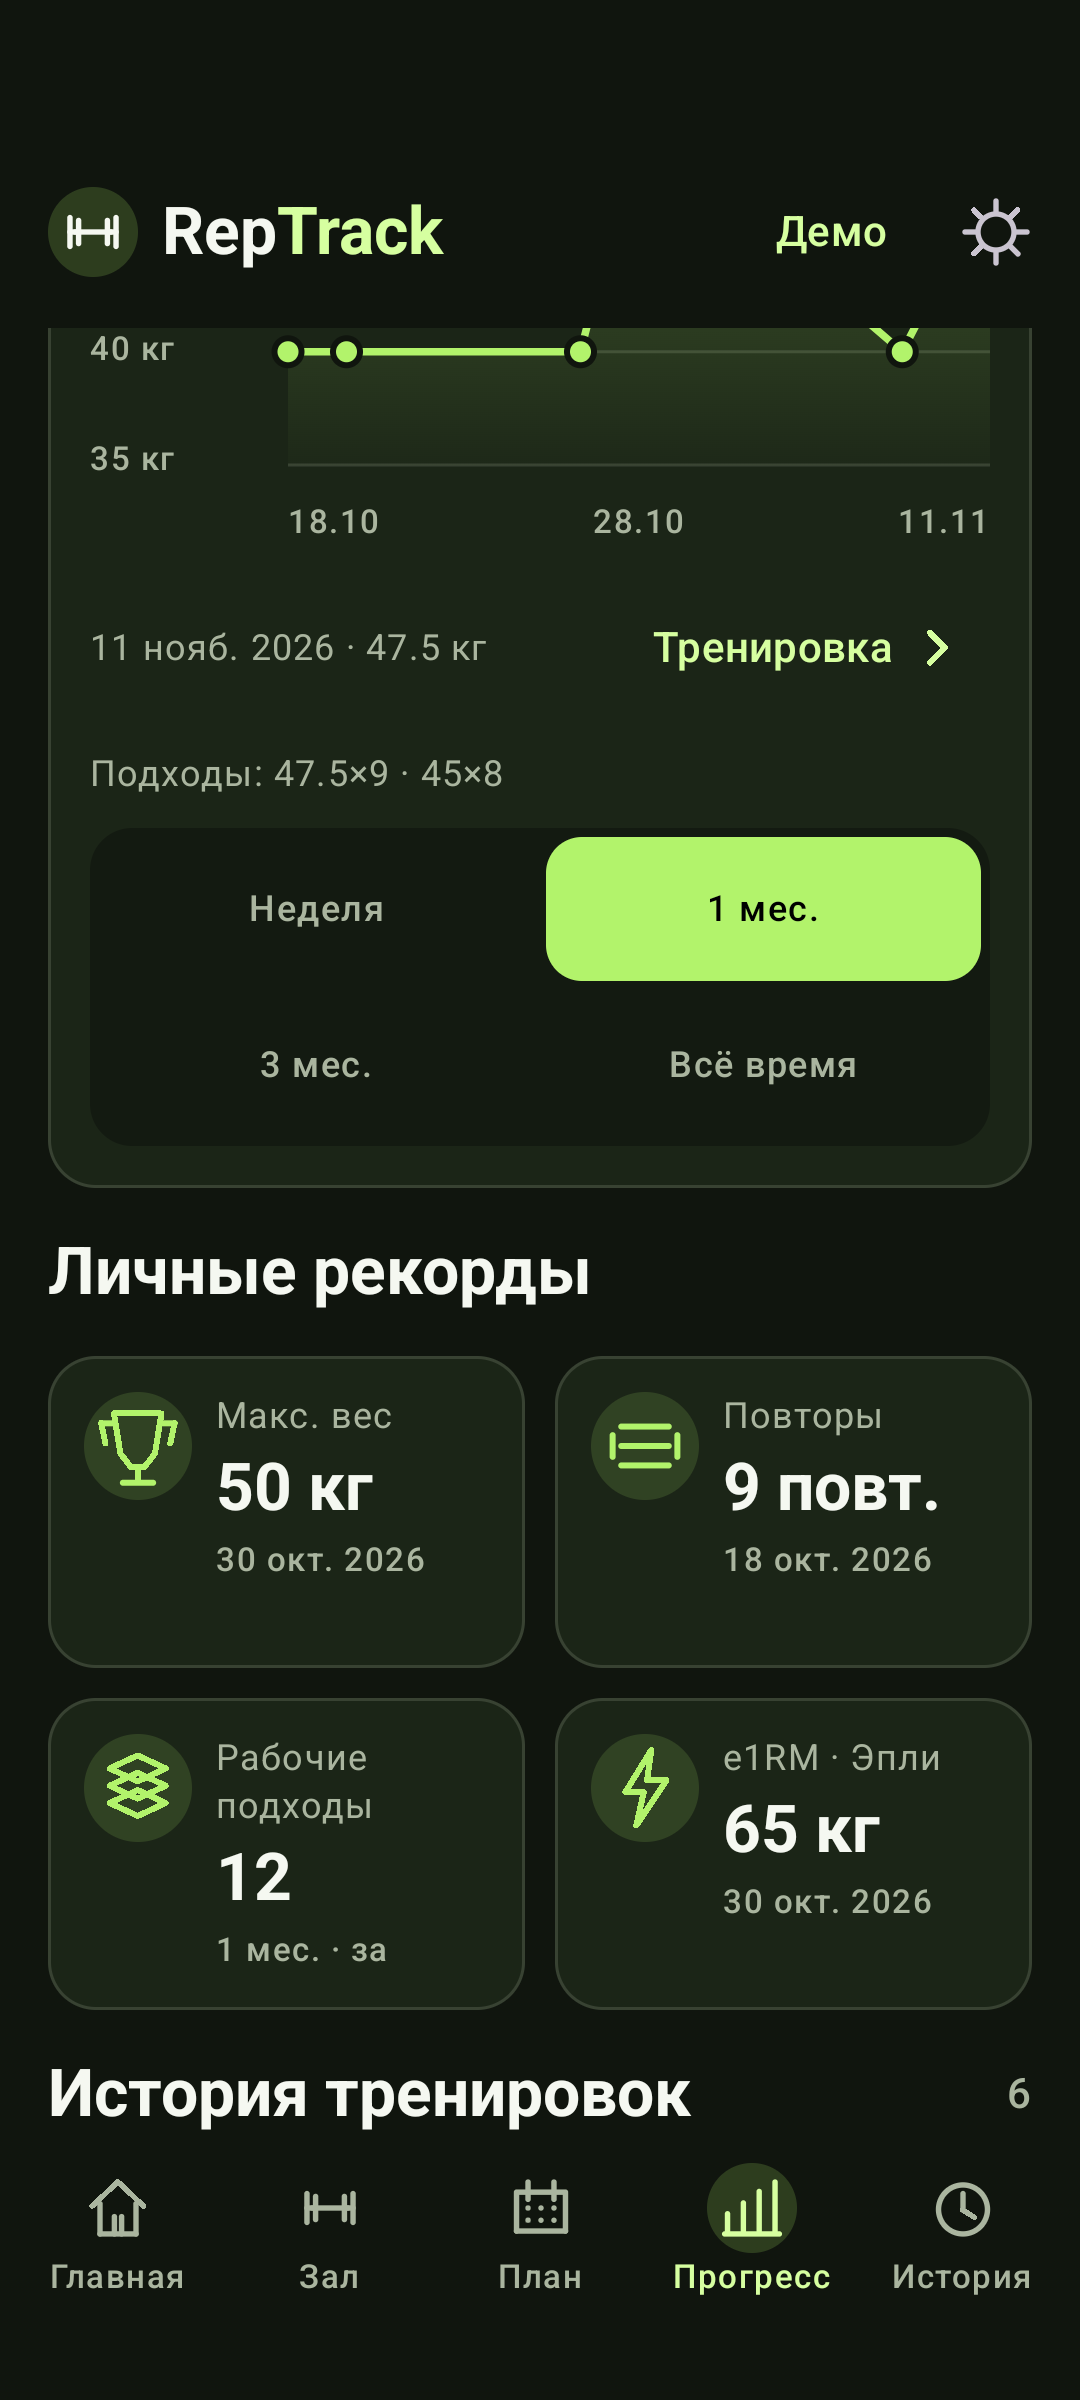 RepTrack
Демо
40 кг
35 кг
18.10 28.10 11.11
11 нояб. 2026 · 47.5 кг
Тренировка
Подходы: 47.5×9 · 45×8
Неделя
1 мес.
3 мес.
Всё время
Личные рекорды
Макс. вес
50 кг
30 окт. 2026
Повторы
9 повт.
18 окт. 2026
Рабочие
подходы
12
1 мес. · за
e1RM · Эпли
65 кг
30 окт. 2026
История тренировок
6
Главная
Зал
План
Прогресс
История